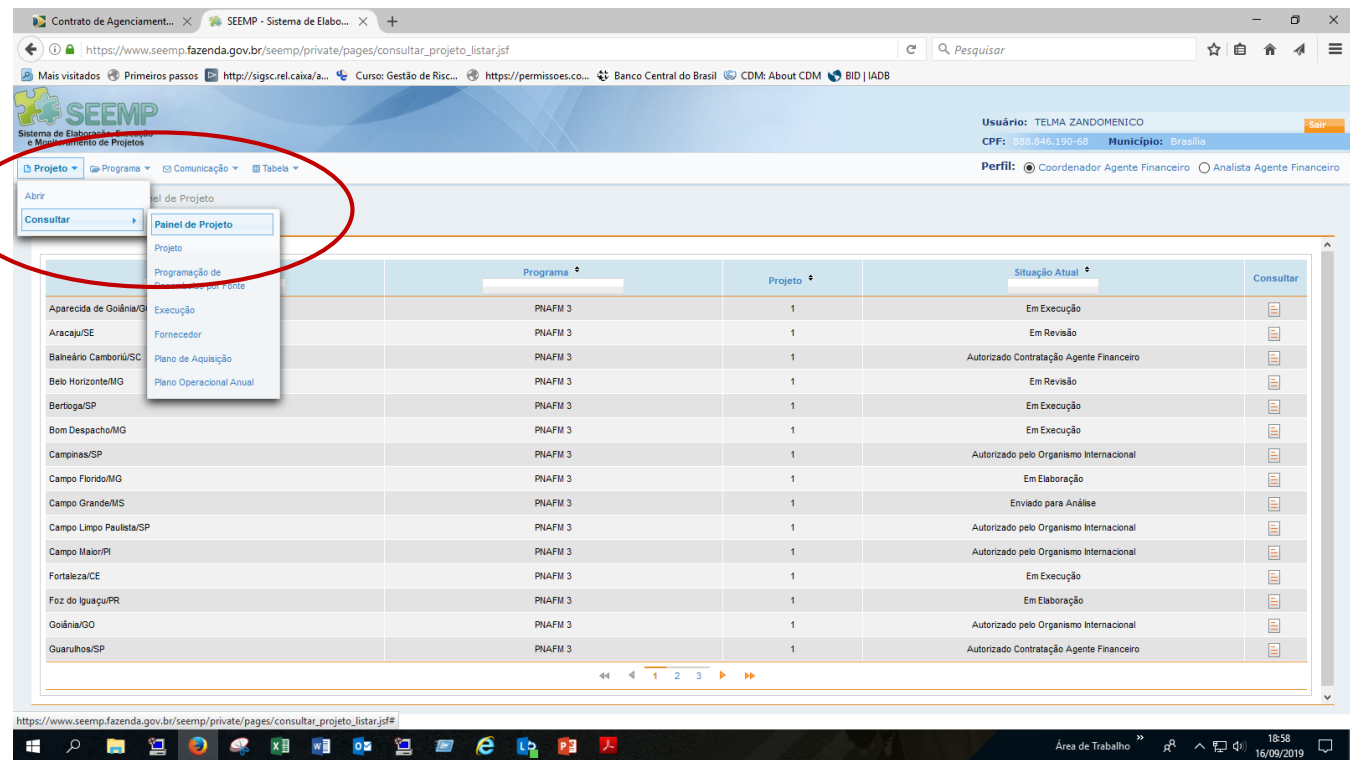 Contrato de Agenciament...
SEEMP - Sistema de Elabo...
https://www.seemp.fazenda.gov.br/seemp/private/pages/consultar_projeto_listar.jsf
Pesquisar
Mais visitados Primeiros passos http://sigsc.rel.caixa/a... Curso: Gestão de Risc... https://permissoes.co... Banco Central do Brasil CDM: About CDM BID | IADB
SEEMP
Sistema de Elaboração, Execução
e Monitoramento de Projetos
Usuário: TELMA ZANDOMENICO
Sair
CPF: 888.846.190-68 Município: Brasília
Projeto Programa Comunicação Tabela
Perfil: Coordenador Agente Financeiro Analista Agente Financeiro
Abrir
el de Projeto
Consultar
Painel de Projeto
Projeto
Programação de
Desembolso por Fonte
Execução
Fornecedor
Plano de Aquisição
Plano Operacional Anual
Programa Projeto Situação Atual Consultar
Aparecida de Goiânia/G PNAFM 3 1 Em Execução
Aracaju/SE PNAFM 3 1 Em Revisão
Balneário Camboriú/SC PNAFM 3 1 Autorizado Contratação Agente Financeiro
Belo Horizonte/MG PNAFM 3 1 Em Revisão
Bertioga/SP PNAFM 3 1 Em Execução
Bom Despacho/MG PNAFM 3 1 Em Execução
Campinas/SP PNAFM 3 1 Autorizado pelo Organismo Internacional
Campo Florido/MG PNAFM 3 1 Em Elaboração
Campo Grande/MS PNAFM 3 1 Enviado para Análise
Campo Limpo Paulista/SP PNAFM 3 1 Autorizado pelo Organismo Internacional
Campo Maior/PI PNAFM 3 1 Autorizado pelo Organismo Internacional
Fortaleza/CE PNAFM 3 1 Em Execução
Foz do Iguaçu/PR PNAFM 3 1 Em Elaboração
Goiânia/GO PNAFM 3 1 Autorizado pelo Organismo Internacional
Guarulhos/SP PNAFM 3 1 Autorizado Contratação Agente Financeiro
1 2 3
https://www.seemp.fazenda.gov.br/seemp/private/pages/consultar_projeto_listar.jsf#
Área de Trabalho
18:58
16/09/2019